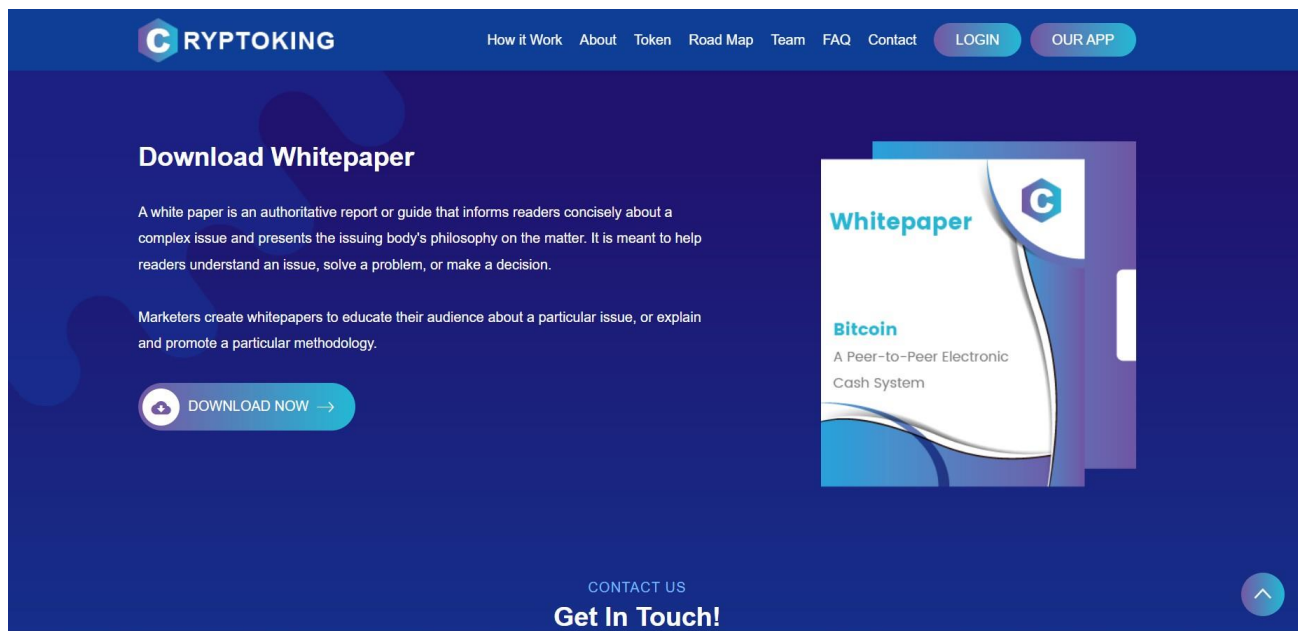 CRYPTOKING
How it Work About Token Road Map Team FAQ Contact LOGIN OUR APP
Download Whitepaper
A white paper is an authoritative report or guide that informs readers concisely about a
complex issue and presents the issuing body's philosophy on the matter. It is meant to help
readers understand an issue, solve a problem, or make a decision.
Marketers create whitepapers to educate their audience about a particular issue, or explain
and promote a particular methodology.
DOWNLOAD NOW →
C
Whitepaper
Bitcoin
A Peer-to-Peer Electronic
Cash System
CONTACT US
Get In Touch!